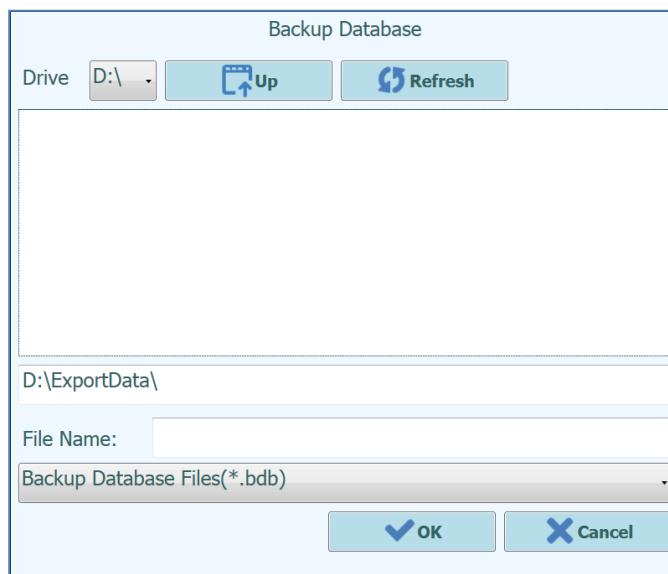 Backup Database
Drive D:\ Up Refresh
D:\ExportData\
File Name:
Backup Database Files(*.bdb)
OK Cancel